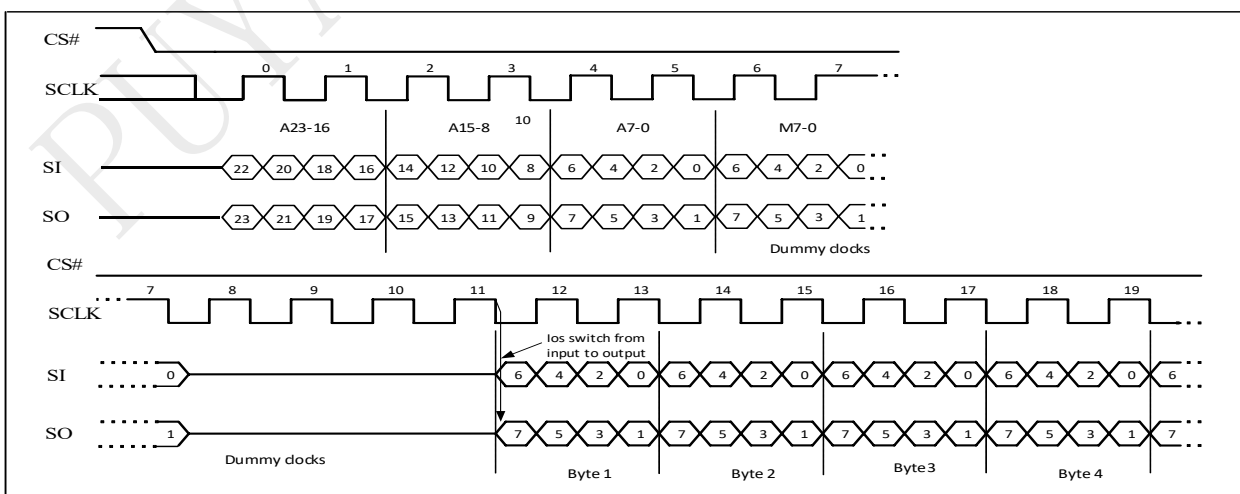 PUYA
CS#
0 1 2 3 4 5 6 7
SCLK
A23-16 A15-8 10 A7-0 M7-0
SI 22 20 18 16 14 12 10 8 6 4 2 0 6 4 2 0
SO 23 21 19 17 15 13 11 9 7 5 3 1 7 5 3 1
Dummy clocks
CS#
7 8 9 10 11 12 13 14 15 16 17 18 19
SCLK
Ios switch from
input to output
SI 0 6 4 2 0 6 4 2 0 6 4 2 0 6 4 2 0 6
SO 1 7 5 3 1 7 5 3 1 7 5 3 1 7 5 3 1 7
Dummy clocks Byte 1 Byte 2 Byte3 Byte 4